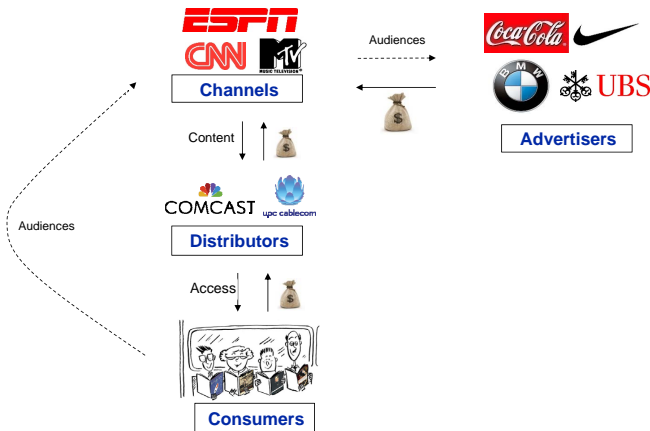 ESPN
CNN
MTV
MUSIC TELEVISION
Channels
Audiences
Coca-Cola
BMW
UBS
Advertisers
$
Content
$
COMCAST
upc cablecom
Distributors
Audiences
Access
$
Consumers